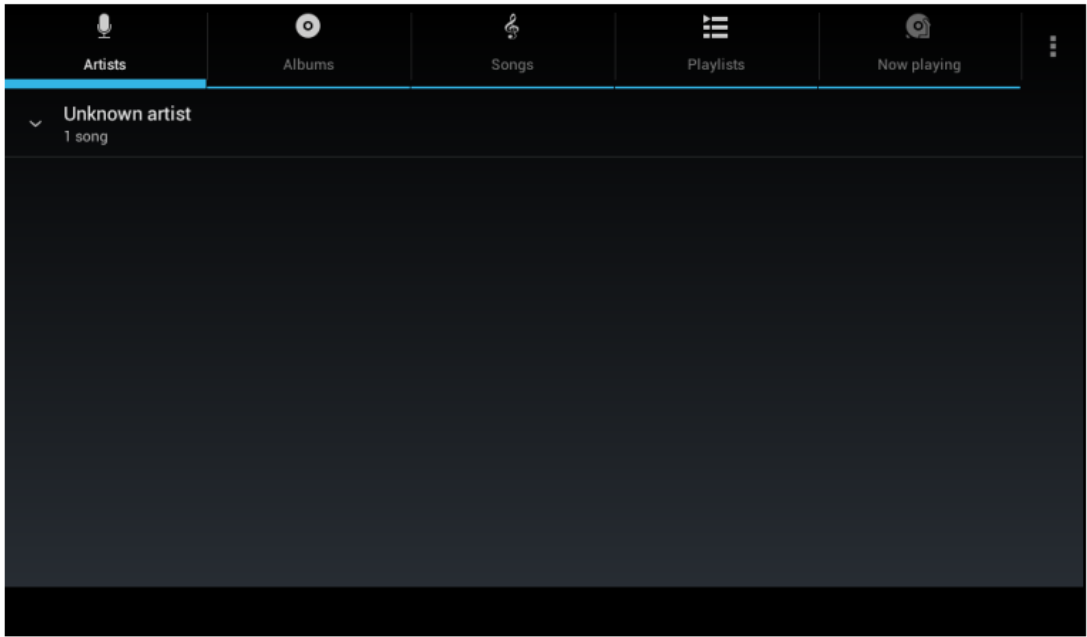 Artists
Albums
Songs
Playlists
Now playing
Unknown artist
1 song